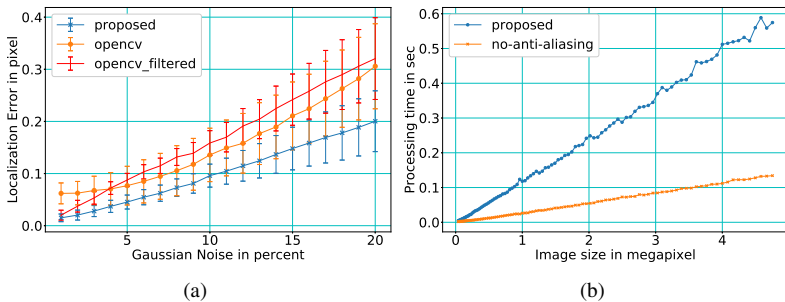 proposed
opencv
opencv_filtered
0.4
0.3
0.2
0.1
0.0
Localization Error in pixel
5
10
15
20
Gaussian Noise in percent
(a)
proposed
no-anti-aliasing
0.6
0.5
0.4
0.3
0.2
0.1
0.0
Processing time in sec
0
1
2
3
4
Image size in megapixel
(b)